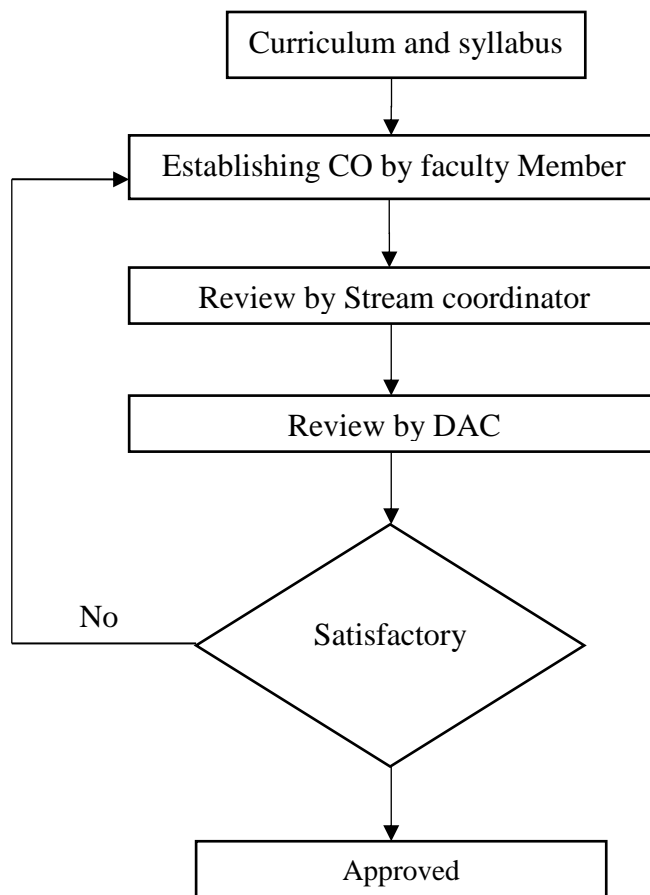 Curriculum and syllabus
Establishing CO by faculty Member
Review by Stream coordinator
Review by DAC
No
Satisfactory
Approved